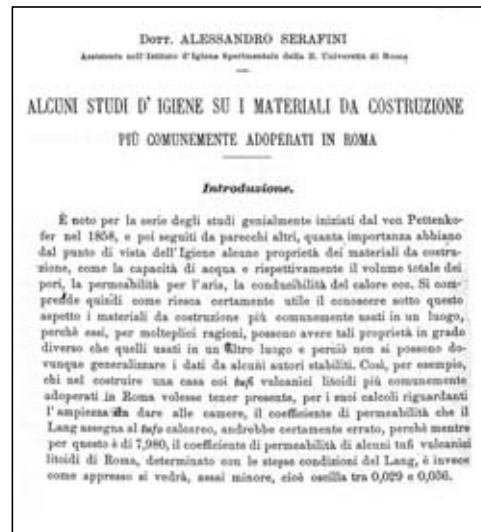 Dott. ALESSANDRO SERAFINI
Assistente nell'Istituto d'Igiene Sperimentale della R. Università di Roma
ALCUNI STUDI D'IGIENE SU I MATERIALI DA COSTRUZIONE
PIÙ COMUNEMENTE ADOPERATI IN ROMA
Introduzione.
È noto per la serie degli studi genialmente iniziati dal von Pettenko-
fer nel 1858, e poi seguiti da parecchi altri, quanta importanza abbiano
dal punto di vista dell'Igiene alcune proprietà dei materiali da costru-
zione, come la capacità di acqua e rispettivamente il volume totale dei
pori, la permeabilità per l'aria, la conducibilità del calore ecc. Si com-
prende quindi come riesca certamente utile il conoscere sotto questo
aspetto i materiali da costruzione più comunemente usati in un luogo,
perchè essi, per molteplici ragioni, possono avere tali proprietà in grado
diverso che quelli usati in un altro luogo e perciò non si possono do-
vunque generalizzare i dati da alcuni autori stabiliti. Così, per esempio,
chi nel costruire una casa coi tufi vulcanici litoidi più comunemente
adoperati in Roma volesse tener presente, per i suoi calcoli riguardanti
l'ampiezza da dare alle camere, il coefficiente di permeabilità che il
Lang assegna al tufo calcareo, andrebbe certamente errato, perchè mentre
per questo è di 7,980, il coefficiente di permeabilità di alcuni tufi vulcanici
litoidi di Roma, determinato con le stesse condizioni del Lang, è invece
come appresso si vedrà, assai minore, cioè oscilla tra 0,029 e 0,036.